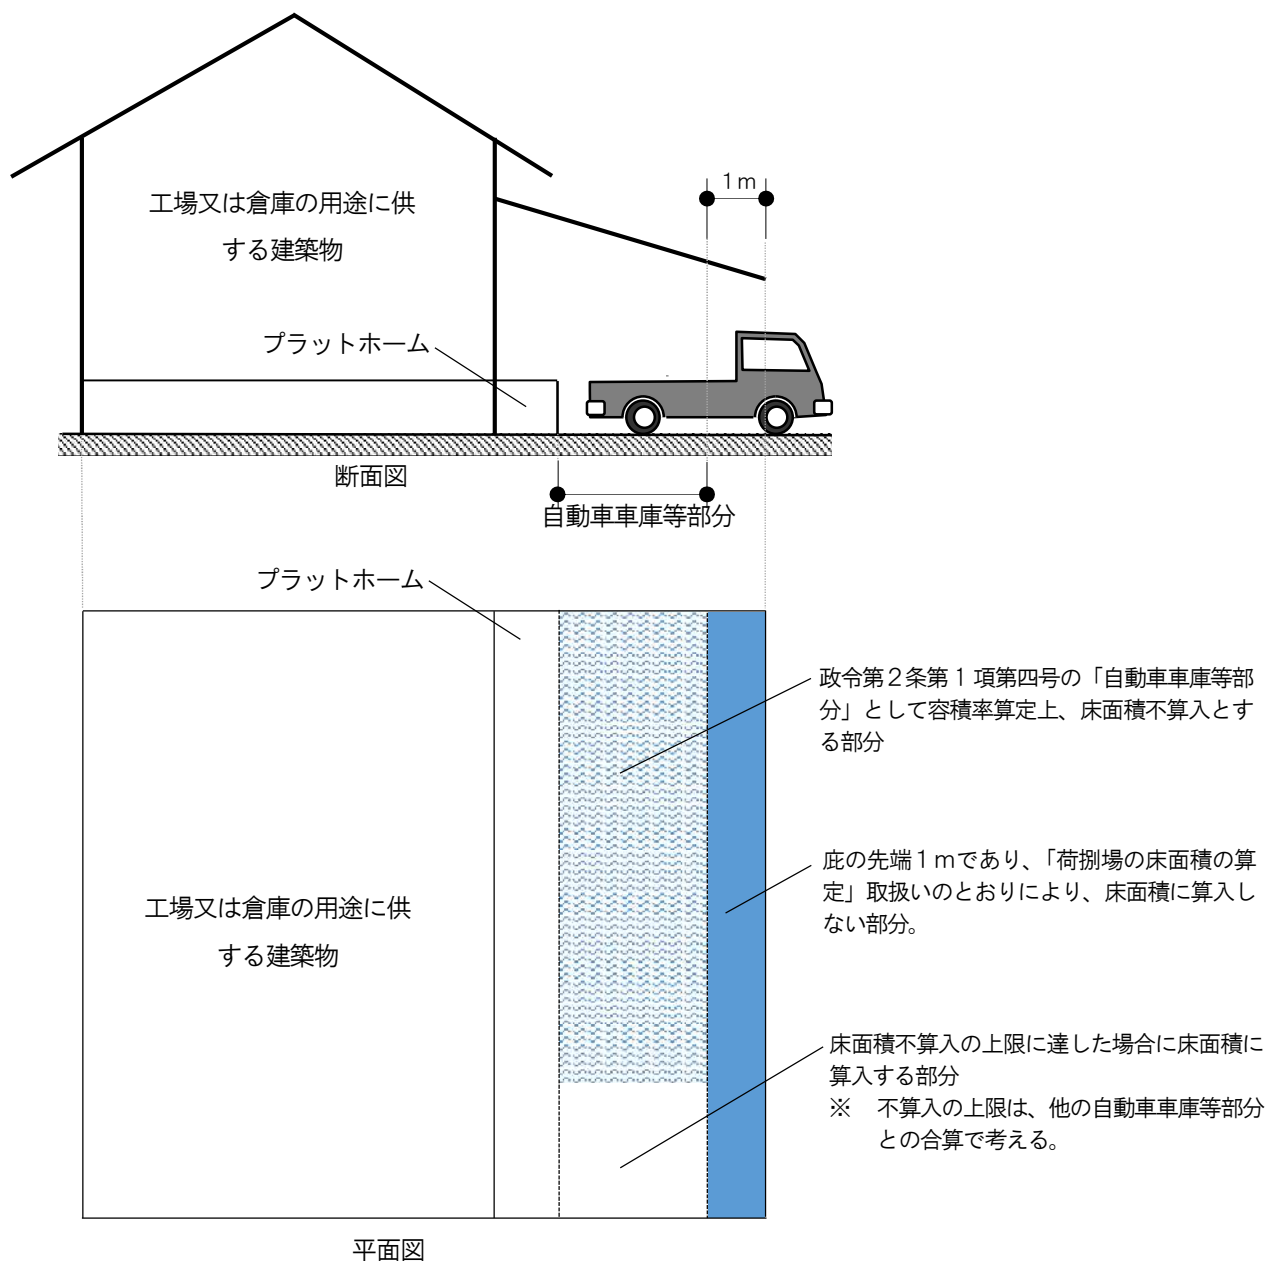 1ｍ
工場又は倉庫の用途に供
する建築物
プラットホーム
断面図
自動車車庫等部分
プラットホーム
政令第２条第１項第四号の「自動車車庫等部
分」として容積率算定上、床面積不算入とす
る部分
庇の先端１ｍであり、「荷捌場の床面積の算
定」取扱いのとおりにより、床面積に算入し
ない部分。
工場又は倉庫の用途に供
する建築物
床面積不算入の上限に達した場合に床面積に
算入する部分
※　不算入の上限は、他の自動車車庫等部分
との合算で考える。
平面図